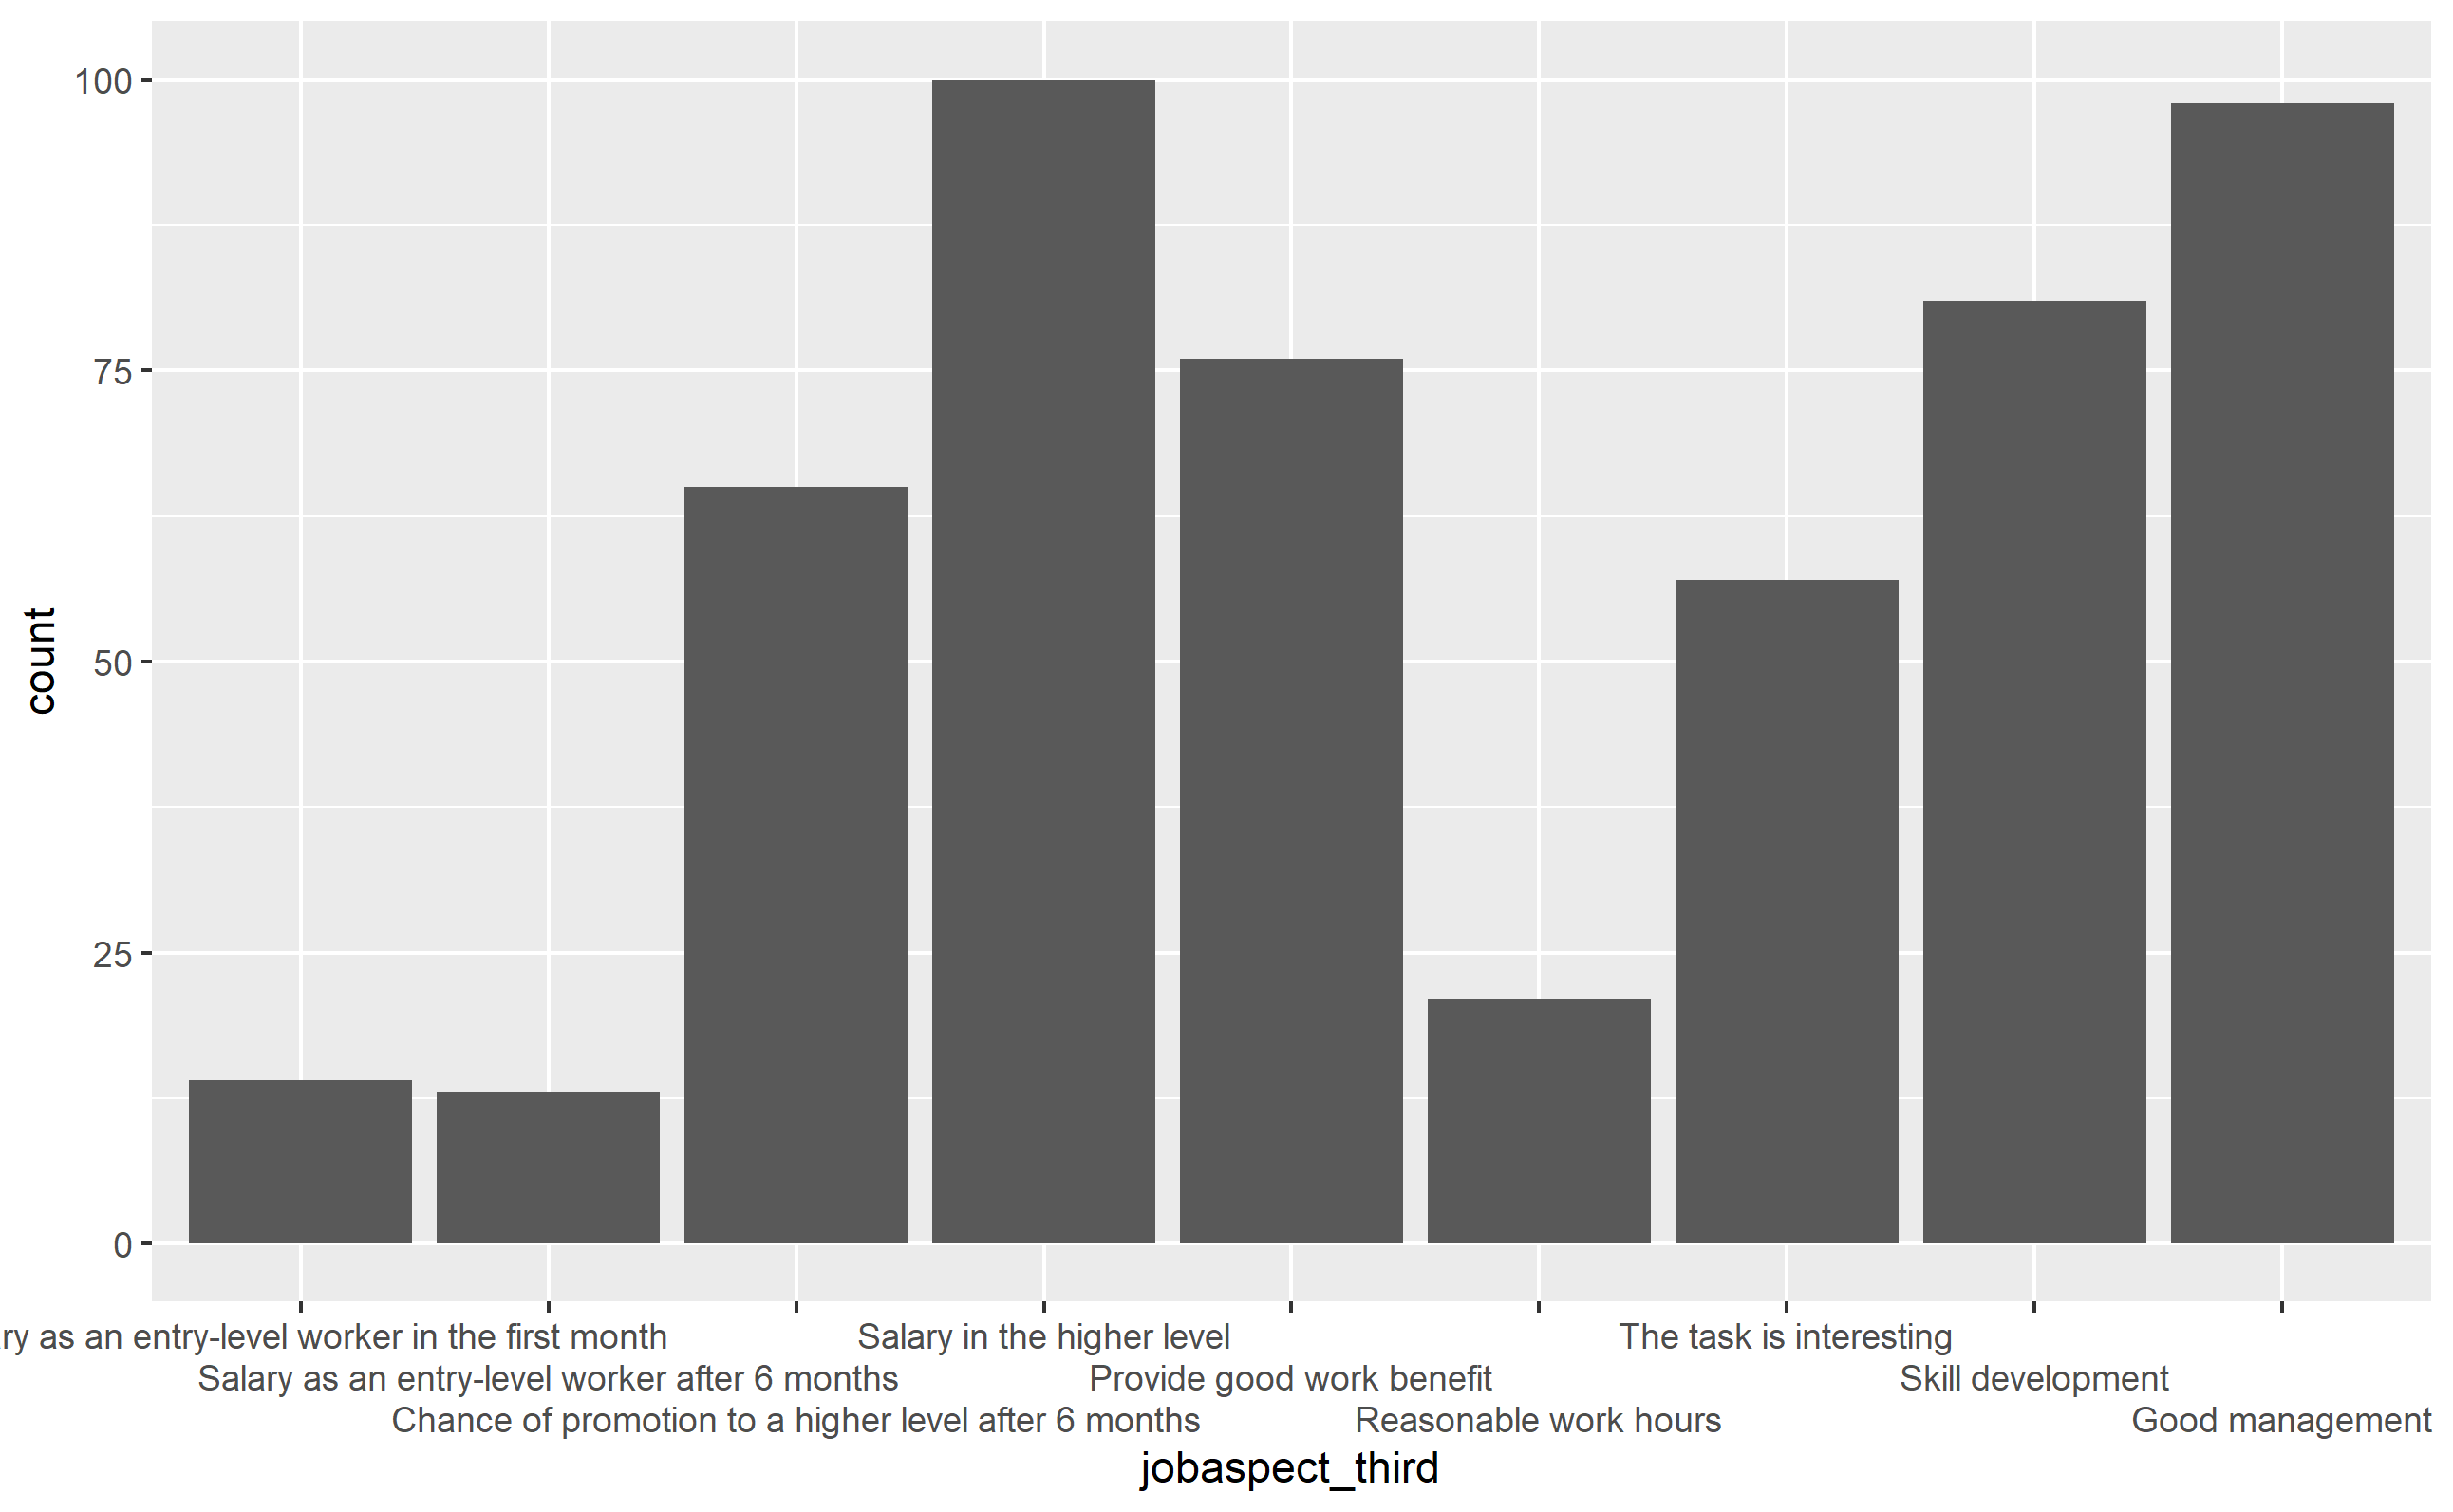 100
75
50
25
0
count
as an entry-level worker in the first month
Salary in the higher level
The task is interesting
Salary as an entry-level worker after 6 months
Provide good work benefit
Skill development
Chance of promotion to a higher level after 6 months
Reasonable work hours
Good management
jobaspect_third